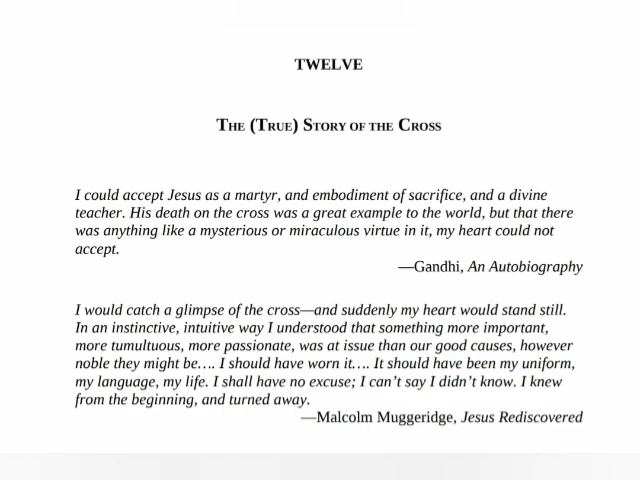 TWELVE
The (True) Story of the Cross
I could accept Jesus as a martyr, and embodiment of sacrifice, and a divine
teacher. His death on the cross was a great example to the world, but that there
was anything like a mysterious or miraculous virtue in it, my heart could not
accept.
—Gandhi, An Autobiography
I would catch a glimpse of the cross—and suddenly my heart would stand still.
In an instinctive, intuitive way I understood that something more important,
more tumultuous, more passionate, was at issue than our good causes, however
noble they might be…. I should have worn it…. It should have been my uniform,
my language, my life. I shall have no excuse; I can’t say I didn’t know. I knew
from the beginning, and turned away.
—Malcolm Muggeridge, Jesus Rediscovered